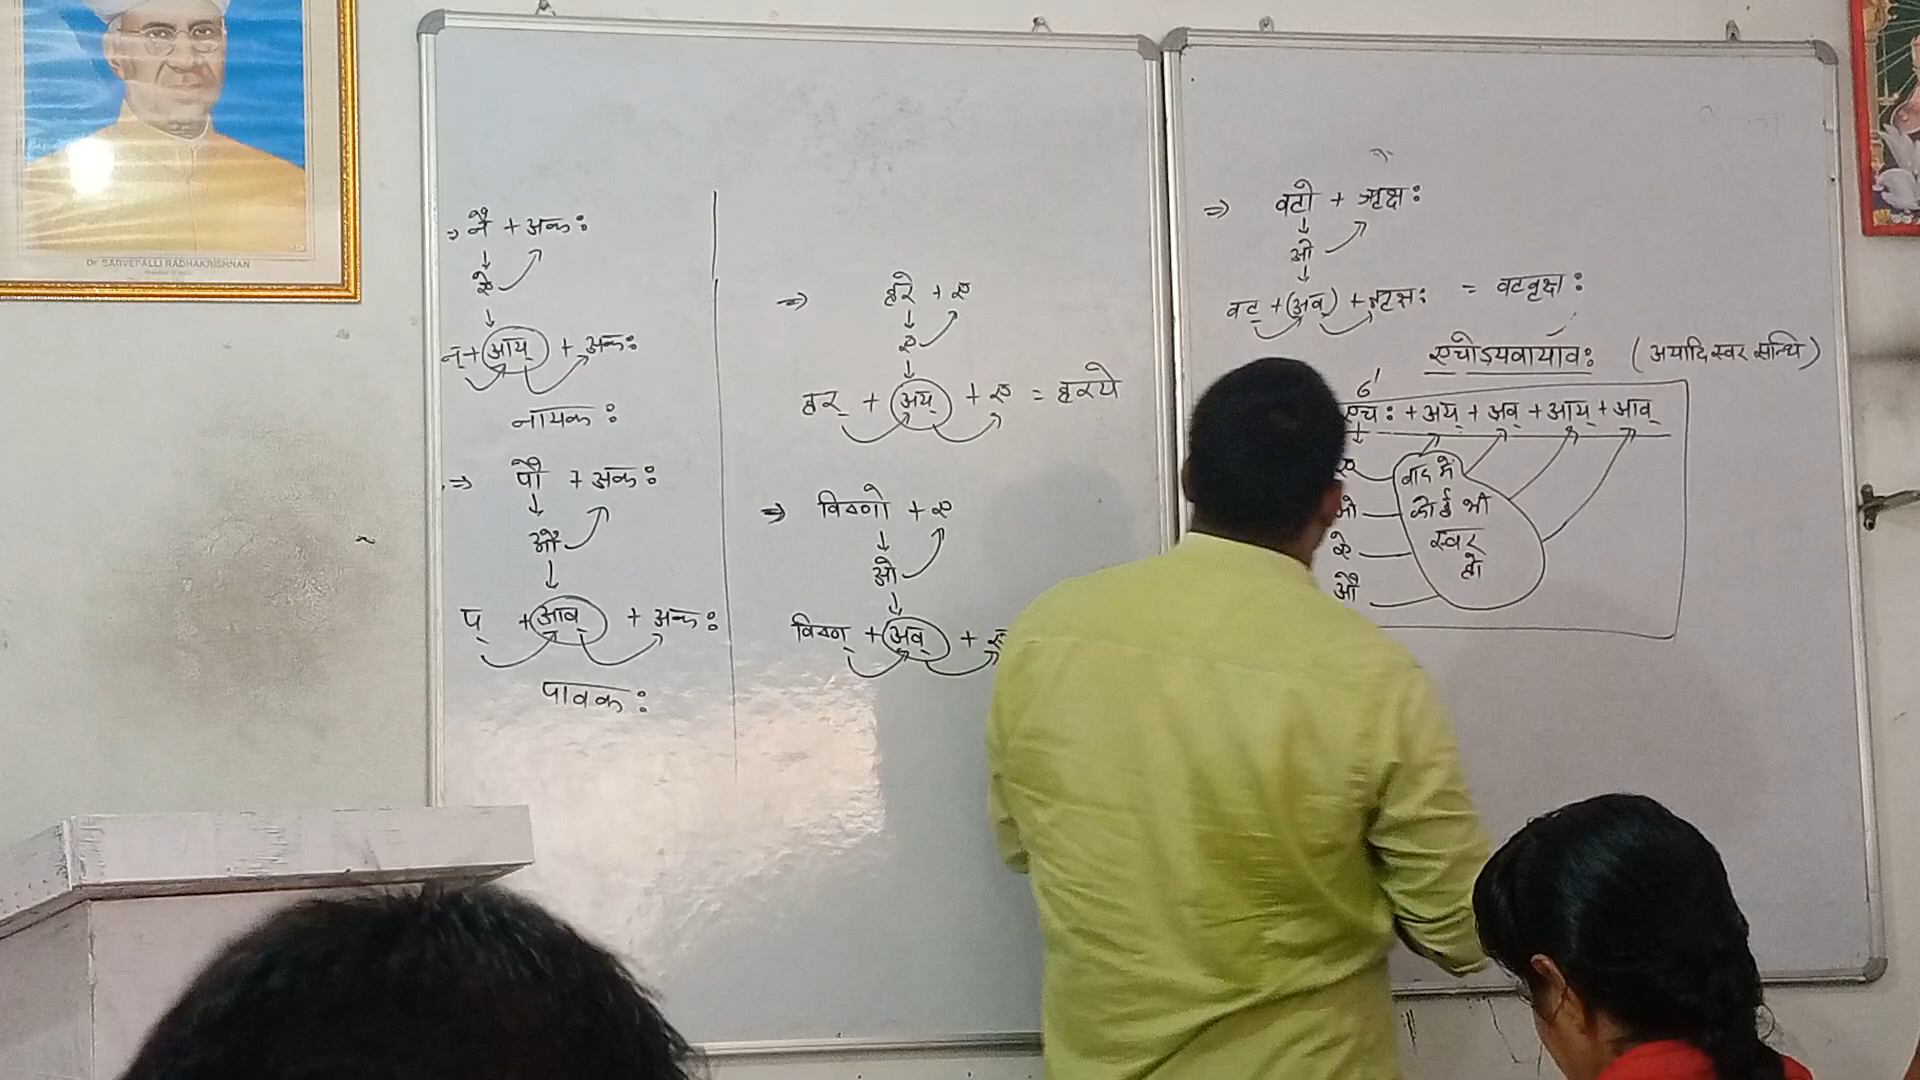 Dr. SARVEPALLI RADHAKRISHNAN
⇒ नै + अकः
↓
ऐ
↓
न् + आय् + अकः
नायकः
⇒ पौ + अकः
↓
औ
↓
प् + आव् + अकः
पावकः
⇒ हरे + ए
↓
ए
↓
हर् + अय् + ए = हरये
⇒ विष्णो + ए
↓
ओ
↓
विष्ण् + अव् + ए
⇒ वटो + ऋक्षः
↓
ओ
↓
वट् + (अव्) + ऋक्षः = वटवृक्षः
एचोऽयवायावः (अयादि स्वर सन्धि)
एचः + अय् + अव् + आय् + आव्
↓
ए
ओ
ऐ
औ
बाद में
कोई भी
स्वर
हो